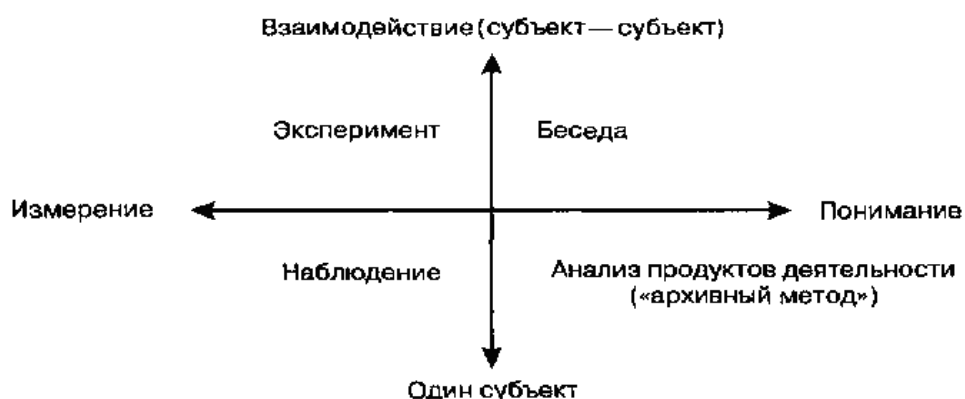 Взаимодействие (субъект — субъект)
Эксперимент
Беседа
Измерение
Понимание
Наблюдение
Анализ продуктов деятельности
(«архивный метод»)
Один субъект